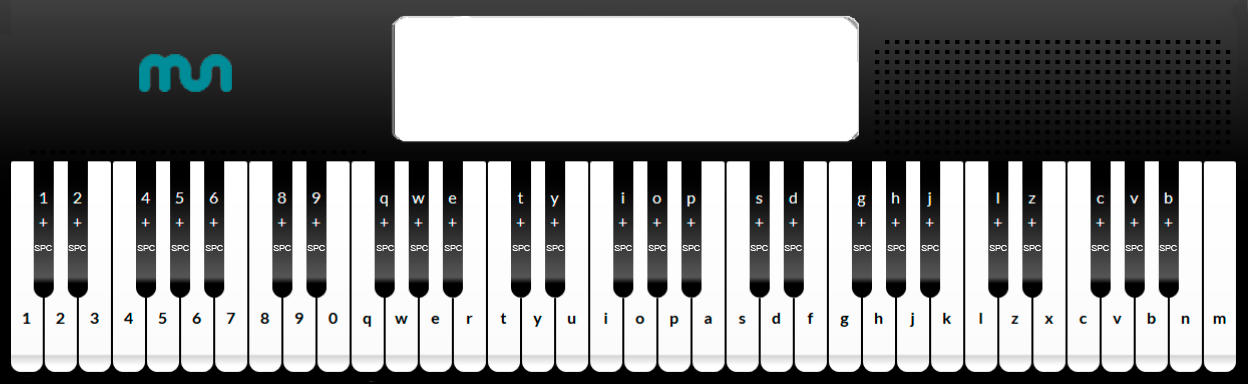 mun
1 2 4 5 6 8 9 q w e t y i o p s d g h j l z c v b
+ + + + + + + + + + + + + + + + + + + + + + + + +
SPC SPC SPC SPC SPC SPC SPC SPC SPC SPC SPC SPC SPC SPC SPC SPC SPC SPC SPC SPC SPC SPC SPC SPC SPC
1 2 3 4 5 6 7 8 9 0 q w e r t y u i o p a s d f g h j k l z x c v b n m